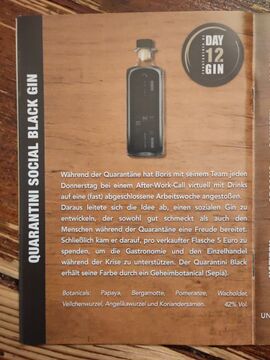 QUARANTINI SOCIAL BLACK GIN
DAY
12
GIN
Während der Quarantäne hat Boris mit seinem Team jeden
Donnerstag bei einem After-Work-Call virtuell mit Drinks
auf eine (fast) abgeschlossene Arbeitswoche angestoßen.
Daraus leitete sich die Idee ab, einen sozialen Gin zu
entwickeln, der sowohl gut schmeckt als auch den
Menschen während der Quarantäne eine Freude bereitet.
Schließlich kam er darauf, pro verkaufter Flasche 5 Euro zu
spenden, um die Gastronomie und den Einzelhandel
während der Krise zu unterstützen. Der Quarantini Black
erhält seine Farbe durch ein Geheimbotanical (Sepia).
Botanicals: Papaya, Bergamotte, Pomeranze, Wacholder,
Veilchenwurzel, Angelikawurzel und Koriandersamen. 42% Vol.
UN